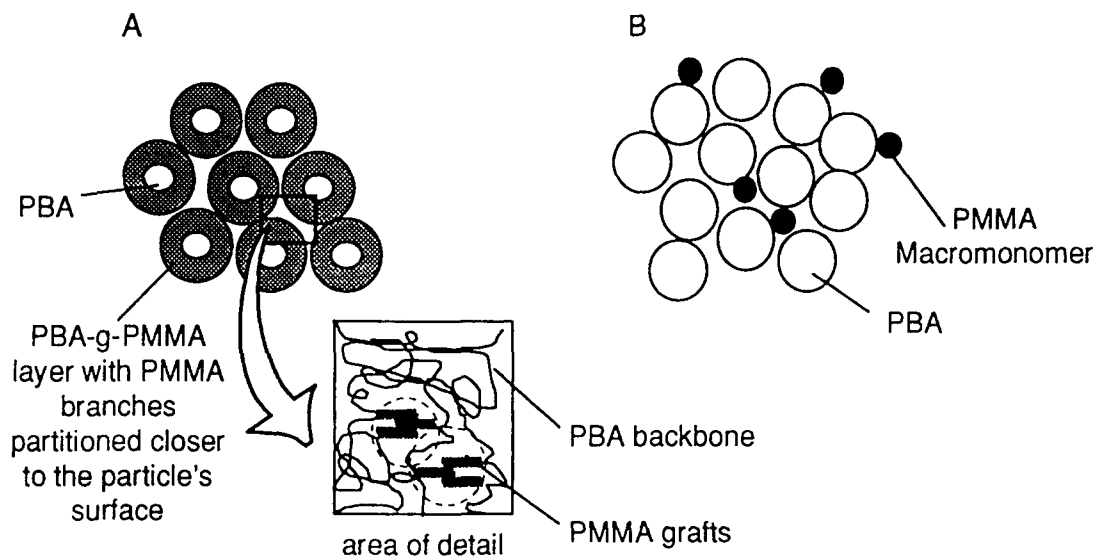 A
PBA
PBA-g-PMMA
layer with PMMA
branches
partitioned closer
to the particle's
surface
PBA backbone
PMMA grafts
area of detail
B
PMMA
Macromonomer
PBA